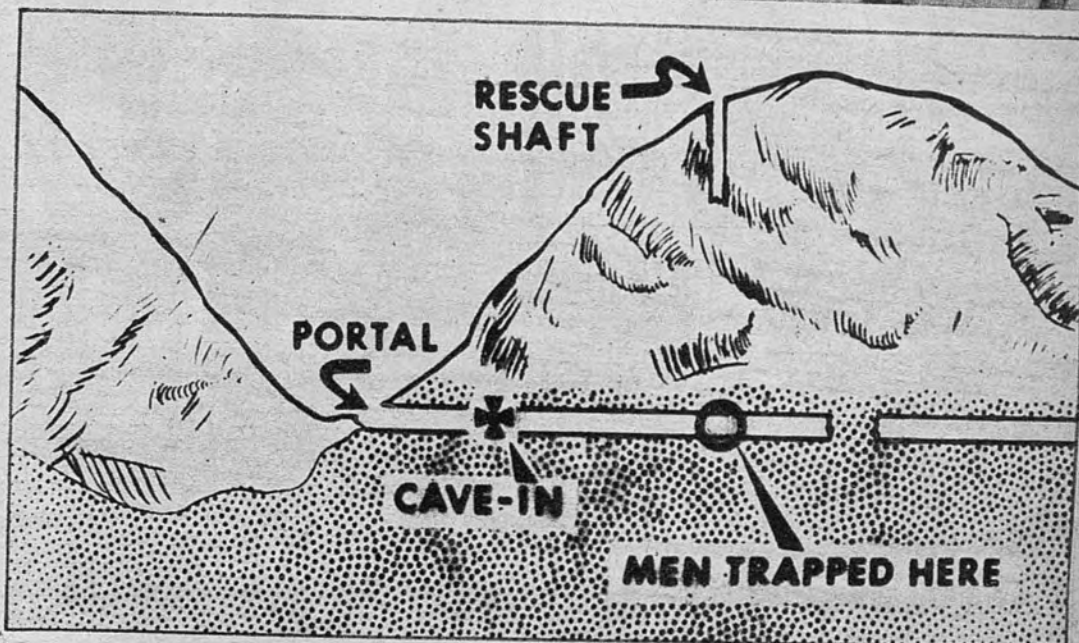 RESCUE
SHAFT
PORTAL
CAVE-IN
MEN TRAPPED HERE